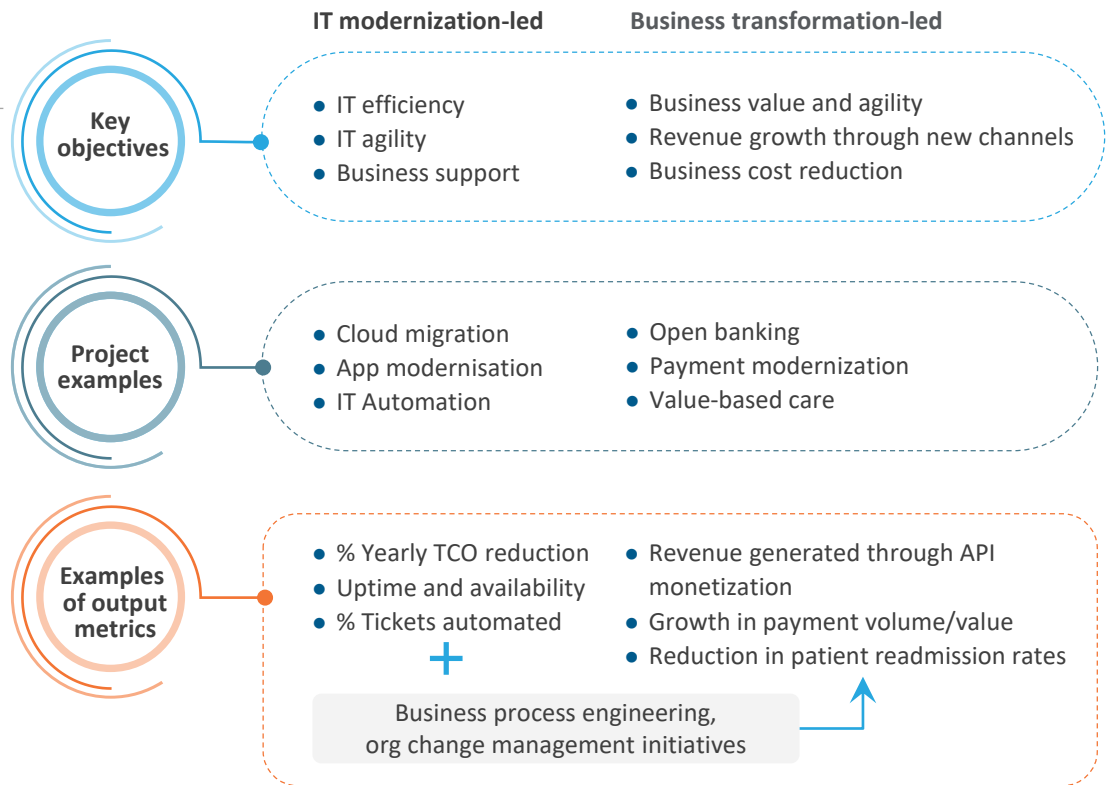 IT modernization-led
Business transformation-led
Key
objectives
• IT efficiency
• IT agility
• Business support
• Business value and agility
• Revenue growth through new channels
• Business cost reduction
Project
examples
• Cloud migration
• App modernisation
• IT Automation
• Open banking
• Payment modernization
• Value-based care
Examples
of output
metrics
• % Yearly TCO reduction
• Uptime and availability
• % Tickets automated
+
• Revenue generated through API
monetization
• Growth in payment volume/value
• Reduction in patient readmission rates
Business process engineering,
org change management initiatives